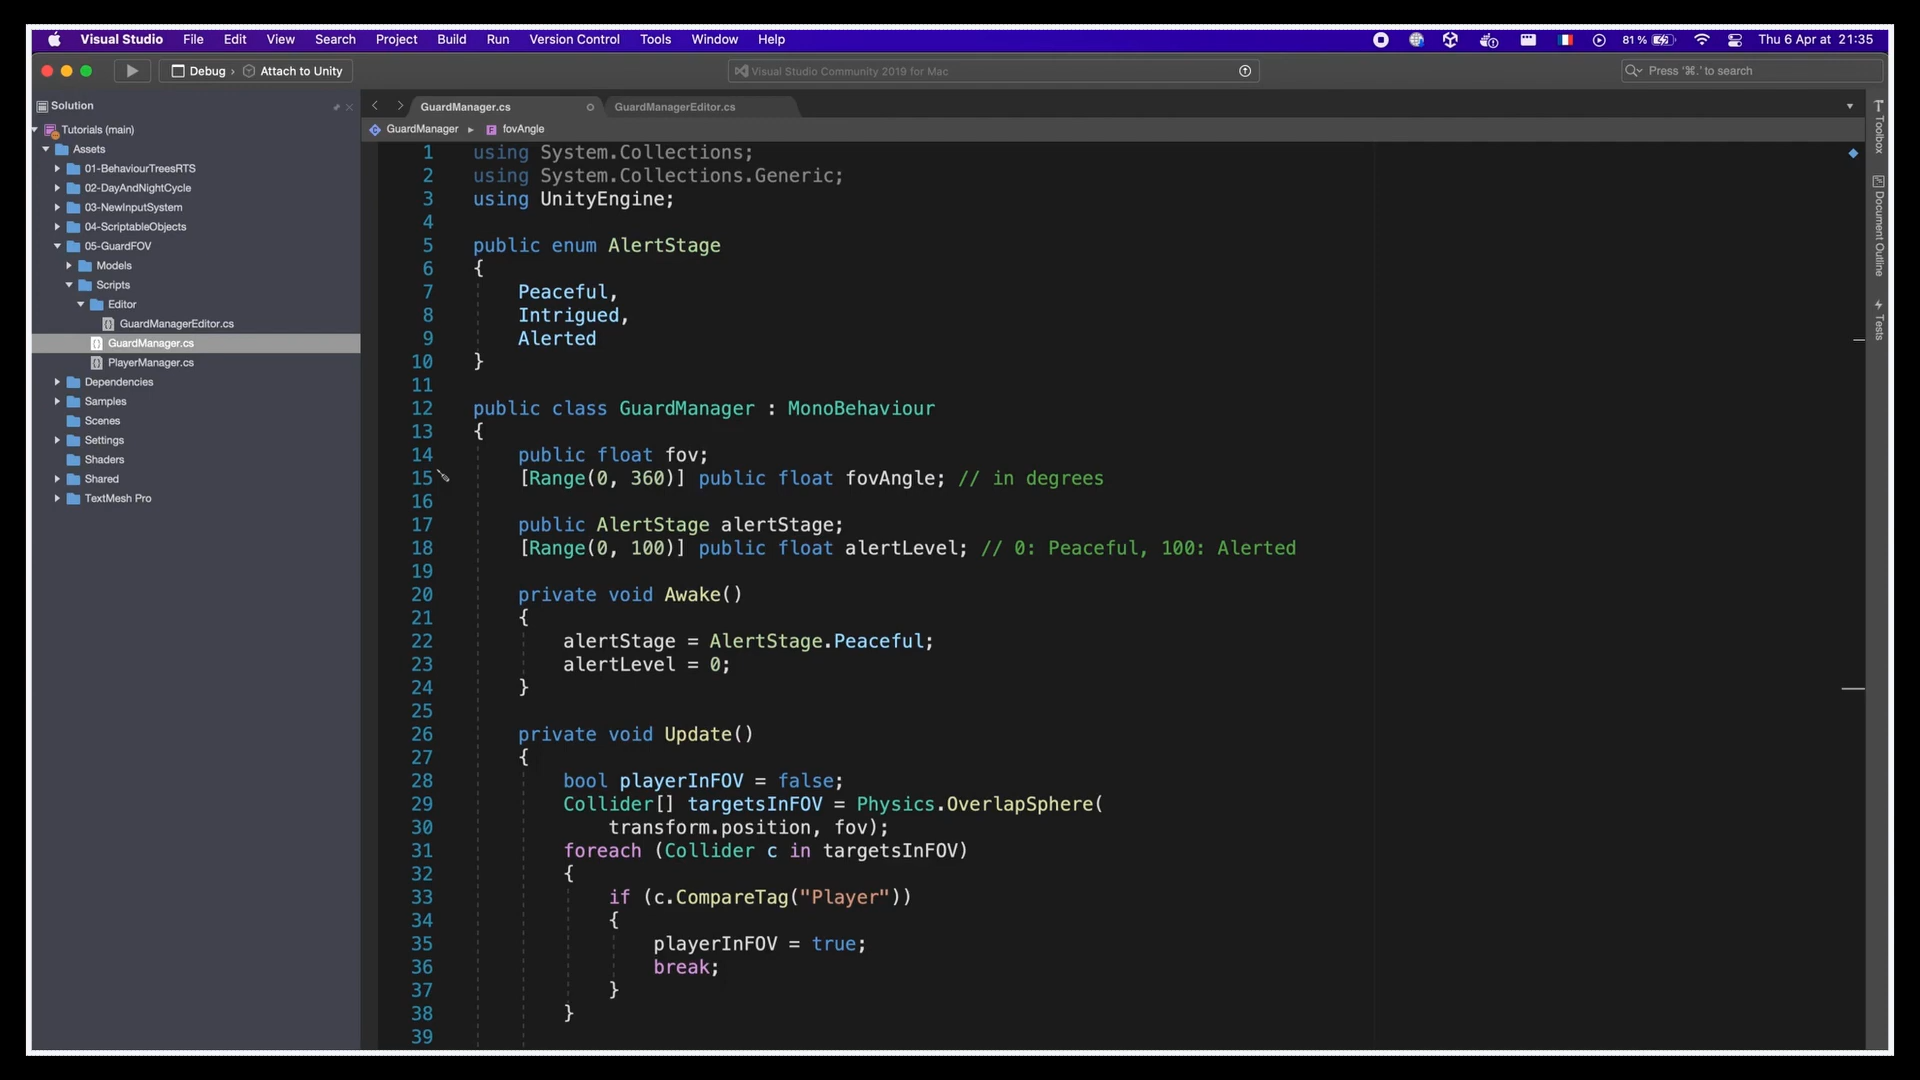 Visual Studio File Edit View Search Project Build Run Version Control Tools Window Help 81 % Thu 6 Apr at 21:35
Debug › Attach to Unity Visual Studio Community 2019 for Mac Press '⌘.' to search
Solution
Tutorials (main)
Assets
01-BehaviourTreesRTS
02-DayAndNightCycle
03-NewInputSystem
04-ScriptableObjects
05-GuardFOV
Models
Scripts
Editor
GuardManagerEditor.cs
GuardManager.cs
PlayerManager.cs
Dependencies
Samples
Scenes
Settings
Shaders
Shared
TextMesh Pro
GuardManager.cs GuardManagerEditor.cs
GuardManager ▸ fovAngle
1 using System.Collections;
2 using System.Collections.Generic;
3 using UnityEngine;
4
5 public enum AlertStage
6 {
7 Peaceful,
8 Intrigued,
9 Alerted
10 }
11
12 public class GuardManager : MonoBehaviour
13 {
14 public float fov;
15 [Range(0, 360)] public float fovAngle; // in degrees
16
17 public AlertStage alertStage;
18 [Range(0, 100)] public float alertLevel; // 0: Peaceful, 100: Alerted
19
20 private void Awake()
21 {
22 alertStage = AlertStage.Peaceful;
23 alertLevel = 0;
24 }
25
26 private void Update()
27 {
28 bool playerInFOV = false;
29 Collider[] targetsInFOV = Physics.OverlapSphere(
30 transform.position, fov);
31 foreach (Collider c in targetsInFOV)
32 {
33 if (c.CompareTag("Player"))
34 {
35 playerInFOV = true;
36 break;
37 }
38 }
39
Toolbox
Document Outline
Tests